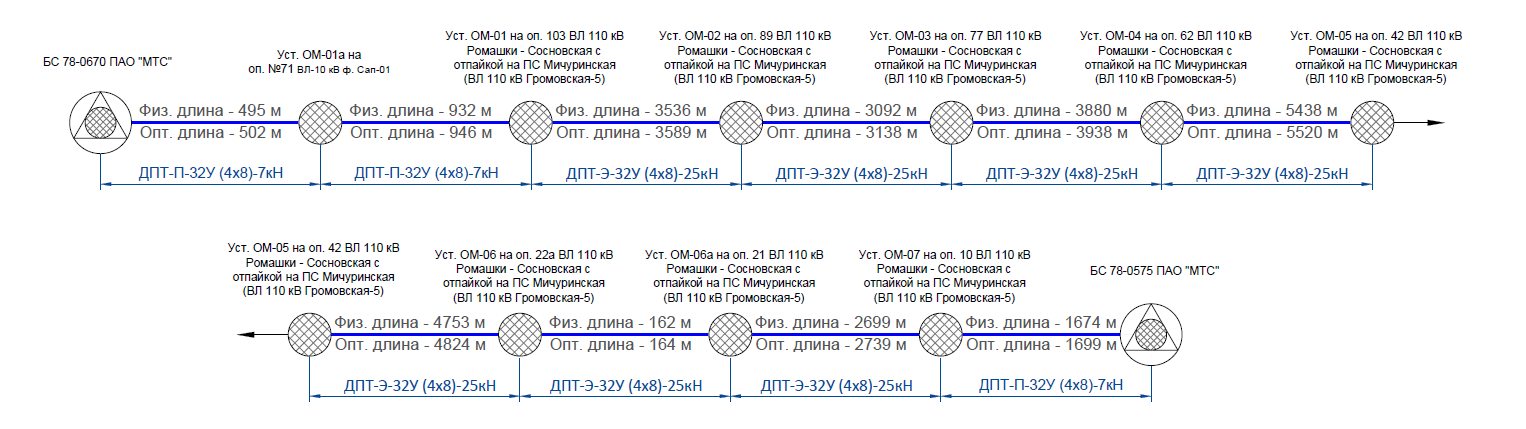 БС 78-0670 ПАО "МТС"
Уст. ОМ-01а на
оп. №71 ВЛ-10 кВ ф. Сап-01
Уст. ОМ-01 на оп. 103 ВЛ 110 кВ
Ромашки - Сосновская с
отпайкой на ПС Мичуринская
(ВЛ 110 кВ Громовская-5)
Уст. ОМ-02 на оп. 89 ВЛ 110 кВ
Ромашки - Сосновская с
отпайкой на ПС Мичуринская
(ВЛ 110 кВ Громовская-5)
Уст. ОМ-03 на оп. 77 ВЛ 110 кВ
Ромашки - Сосновская с
отпайкой на ПС Мичуринская
(ВЛ 110 кВ Громовская-5)
Уст. ОМ-04 на оп. 62 ВЛ 110 кВ
Ромашки - Сосновская с
отпайкой на ПС Мичуринская
(ВЛ 110 кВ Громовская-5)
Уст. ОМ-05 на оп. 42 ВЛ 110 кВ
Ромашки - Сосновская с
отпайкой на ПС Мичуринская
(ВЛ 110 кВ Громовская-5)
Физ. длина - 495 м
Опт. длина - 502 м
Физ. длина - 932 м
Опт. длина - 946 м
Физ. длина - 3536 м
Опт. длина - 3589 м
Физ. длина - 3092 м
Опт. длина - 3138 м
Физ. длина - 3880 м
Опт. длина - 3938 м
Физ. длина - 5438 м
Опт. длина - 5520 м
ДПТ-П-32У (4х8)-7кН
ДПТ-П-32У (4х8)-7кН
ДПТ-Э-32У (4х8)-25кН
ДПТ-Э-32У (4х8)-25кН
ДПТ-Э-32У (4х8)-25кН
ДПТ-Э-32У (4х8)-25кН
Уст. ОМ-05 на оп. 42 ВЛ 110 кВ
Ромашки - Сосновская с
отпайкой на ПС Мичуринская
(ВЛ 110 кВ Громовская-5)
Уст. ОМ-06 на оп. 22а ВЛ 110 кВ
Ромашки - Сосновская с
отпайкой на ПС Мичуринская
(ВЛ 110 кВ Громовская-5)
Уст. ОМ-06а на оп. 21 ВЛ 110 кВ
Ромашки - Сосновская с
отпайкой на ПС Мичуринская
(ВЛ 110 кВ Громовская-5)
Уст. ОМ-07 на оп. 10 ВЛ 110 кВ
Ромашки - Сосновская с
отпайкой на ПС Мичуринская
(ВЛ 110 кВ Громовская-5)
БС 78-0575 ПАО "МТС"
Физ. длина - 4753 м
Опт. длина - 4824 м
Физ. длина - 162 м
Опт. длина - 164 м
Физ. длина - 2699 м
Опт. длина - 2739 м
Физ. длина - 1674 м
Опт. длина - 1699 м
ДПТ-Э-32У (4х8)-25кН
ДПТ-Э-32У (4х8)-25кН
ДПТ-Э-32У (4х8)-25кН
ДПТ-П-32У (4х8)-7кН